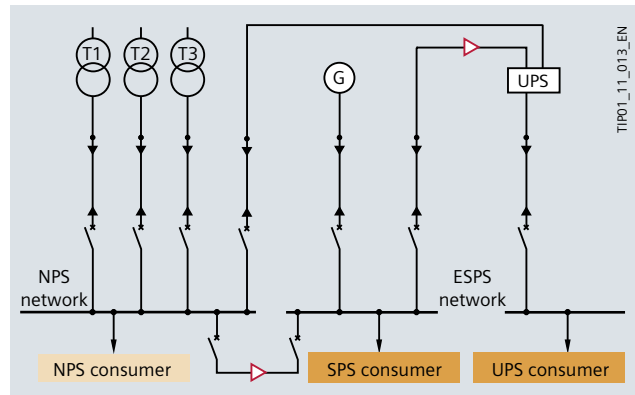 T1 T2 T3
G
UPS
TIP01_11_013_EN
NPS
network
ESPS
network
NPS consumer
SPS consumer
UPS consumer